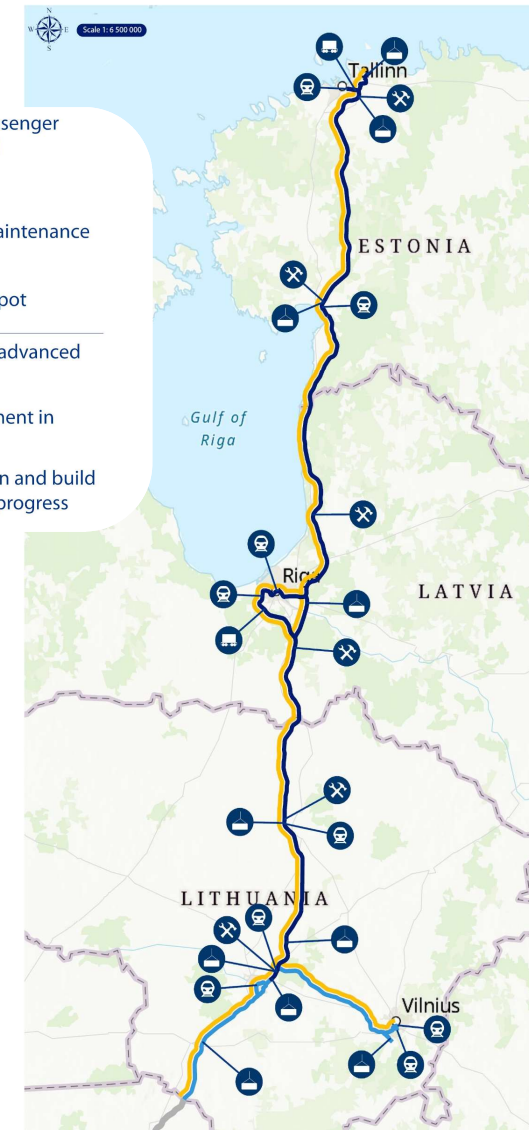 N
W E
S
Scale 1: 6 500 000
Tallinn
senger
aintenance
pot
advanced
ment in
n and build
progress
ESTONIA
Gulf of
Riga
Riga
LATVIA
LITHUANIA
Vilnius